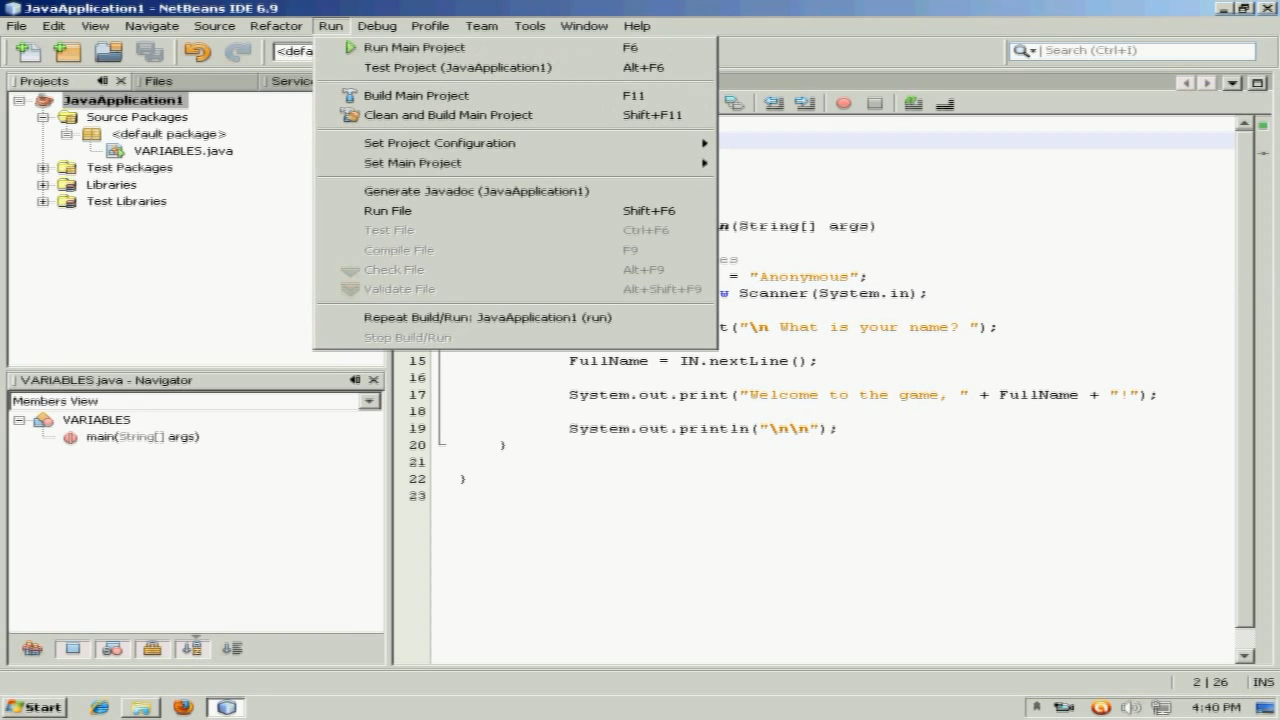 JavaApplication1 - NetBeans IDE 6.9
File Edit View Navigate Source Refactor Run Debug Profile Team Tools Window Help
<defa
Search (Ctrl+I)
Run Main Project F6
Test Project (JavaApplication1) Alt+F6
Build Main Project F11
Clean and Build Main Project Shift+F11
Set Project Configuration
Set Main Project
Generate Javadoc (JavaApplication1)
Run File Shift+F6
Test File Ctrl+F6
Compile File F9
Check File Alt+F9
Validate File Alt+Shift+F9
Repeat Build/Run: JavaApplication1 (run)
Stop Build/Run
Projects Files Servic
JavaApplication1
Source Packages
<default package>
VARIABLES.java
Test Packages
Libraries
Test Libraries
VARIABLES.java - Navigator
Members View
VARIABLES
main(String[] args)
n(String[] args)
es
= "Anonymous";
w Scanner(System.in);
t("\n What is your name? ");
15 FullName = IN.nextLine();
16
17 System.out.print("Welcome to the game, " + FullName + "!");
18
19 System.out.println("\n\n");
20 }
21
22 }
23
2 | 26 INS
Start
4:40 PM